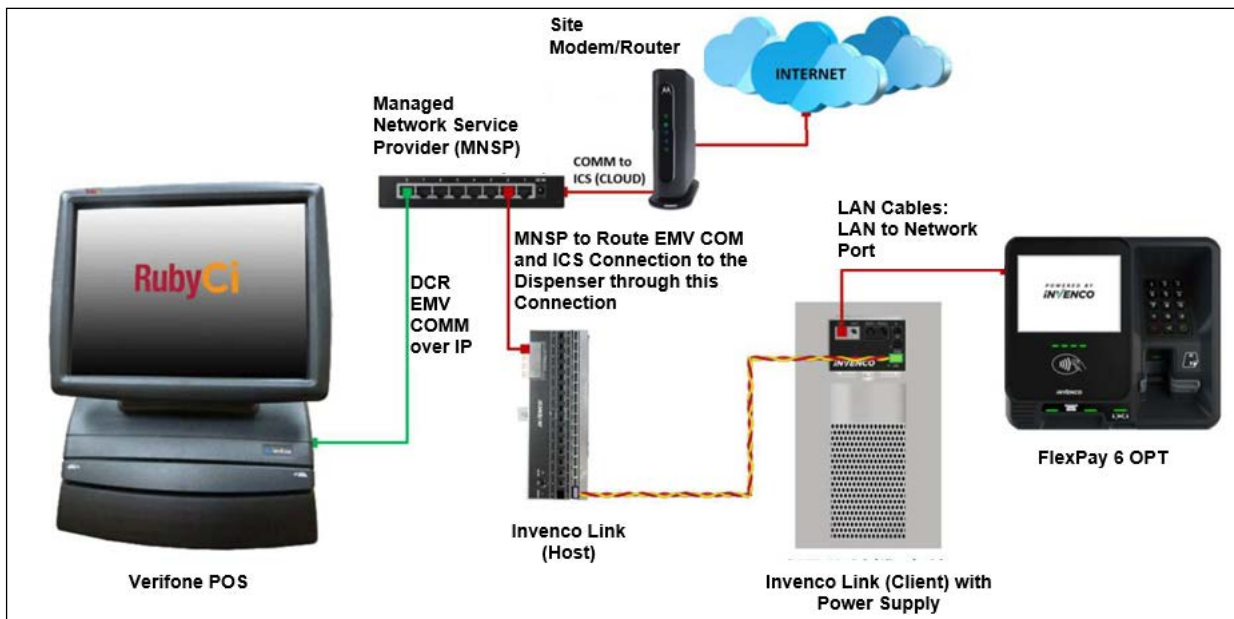 Site
Modem/Router
INTERNET
Managed
Network Service
Provider (MNSP)
COMM to
ICS (CLOUD)
LAN Cables:
LAN to Network
Port
MNSP to Route EMV COM
and ICS Connection to the
Dispenser through this
Connection
RubyCi
DCR
EMV
COMM
over IP
POWERED BY
iNVENCO
iNVENCO
iNVENCO
FlexPay 6 OPT
Invenco Link
(Host)
Verifone POS
Invenco Link (Client) with
Power Supply